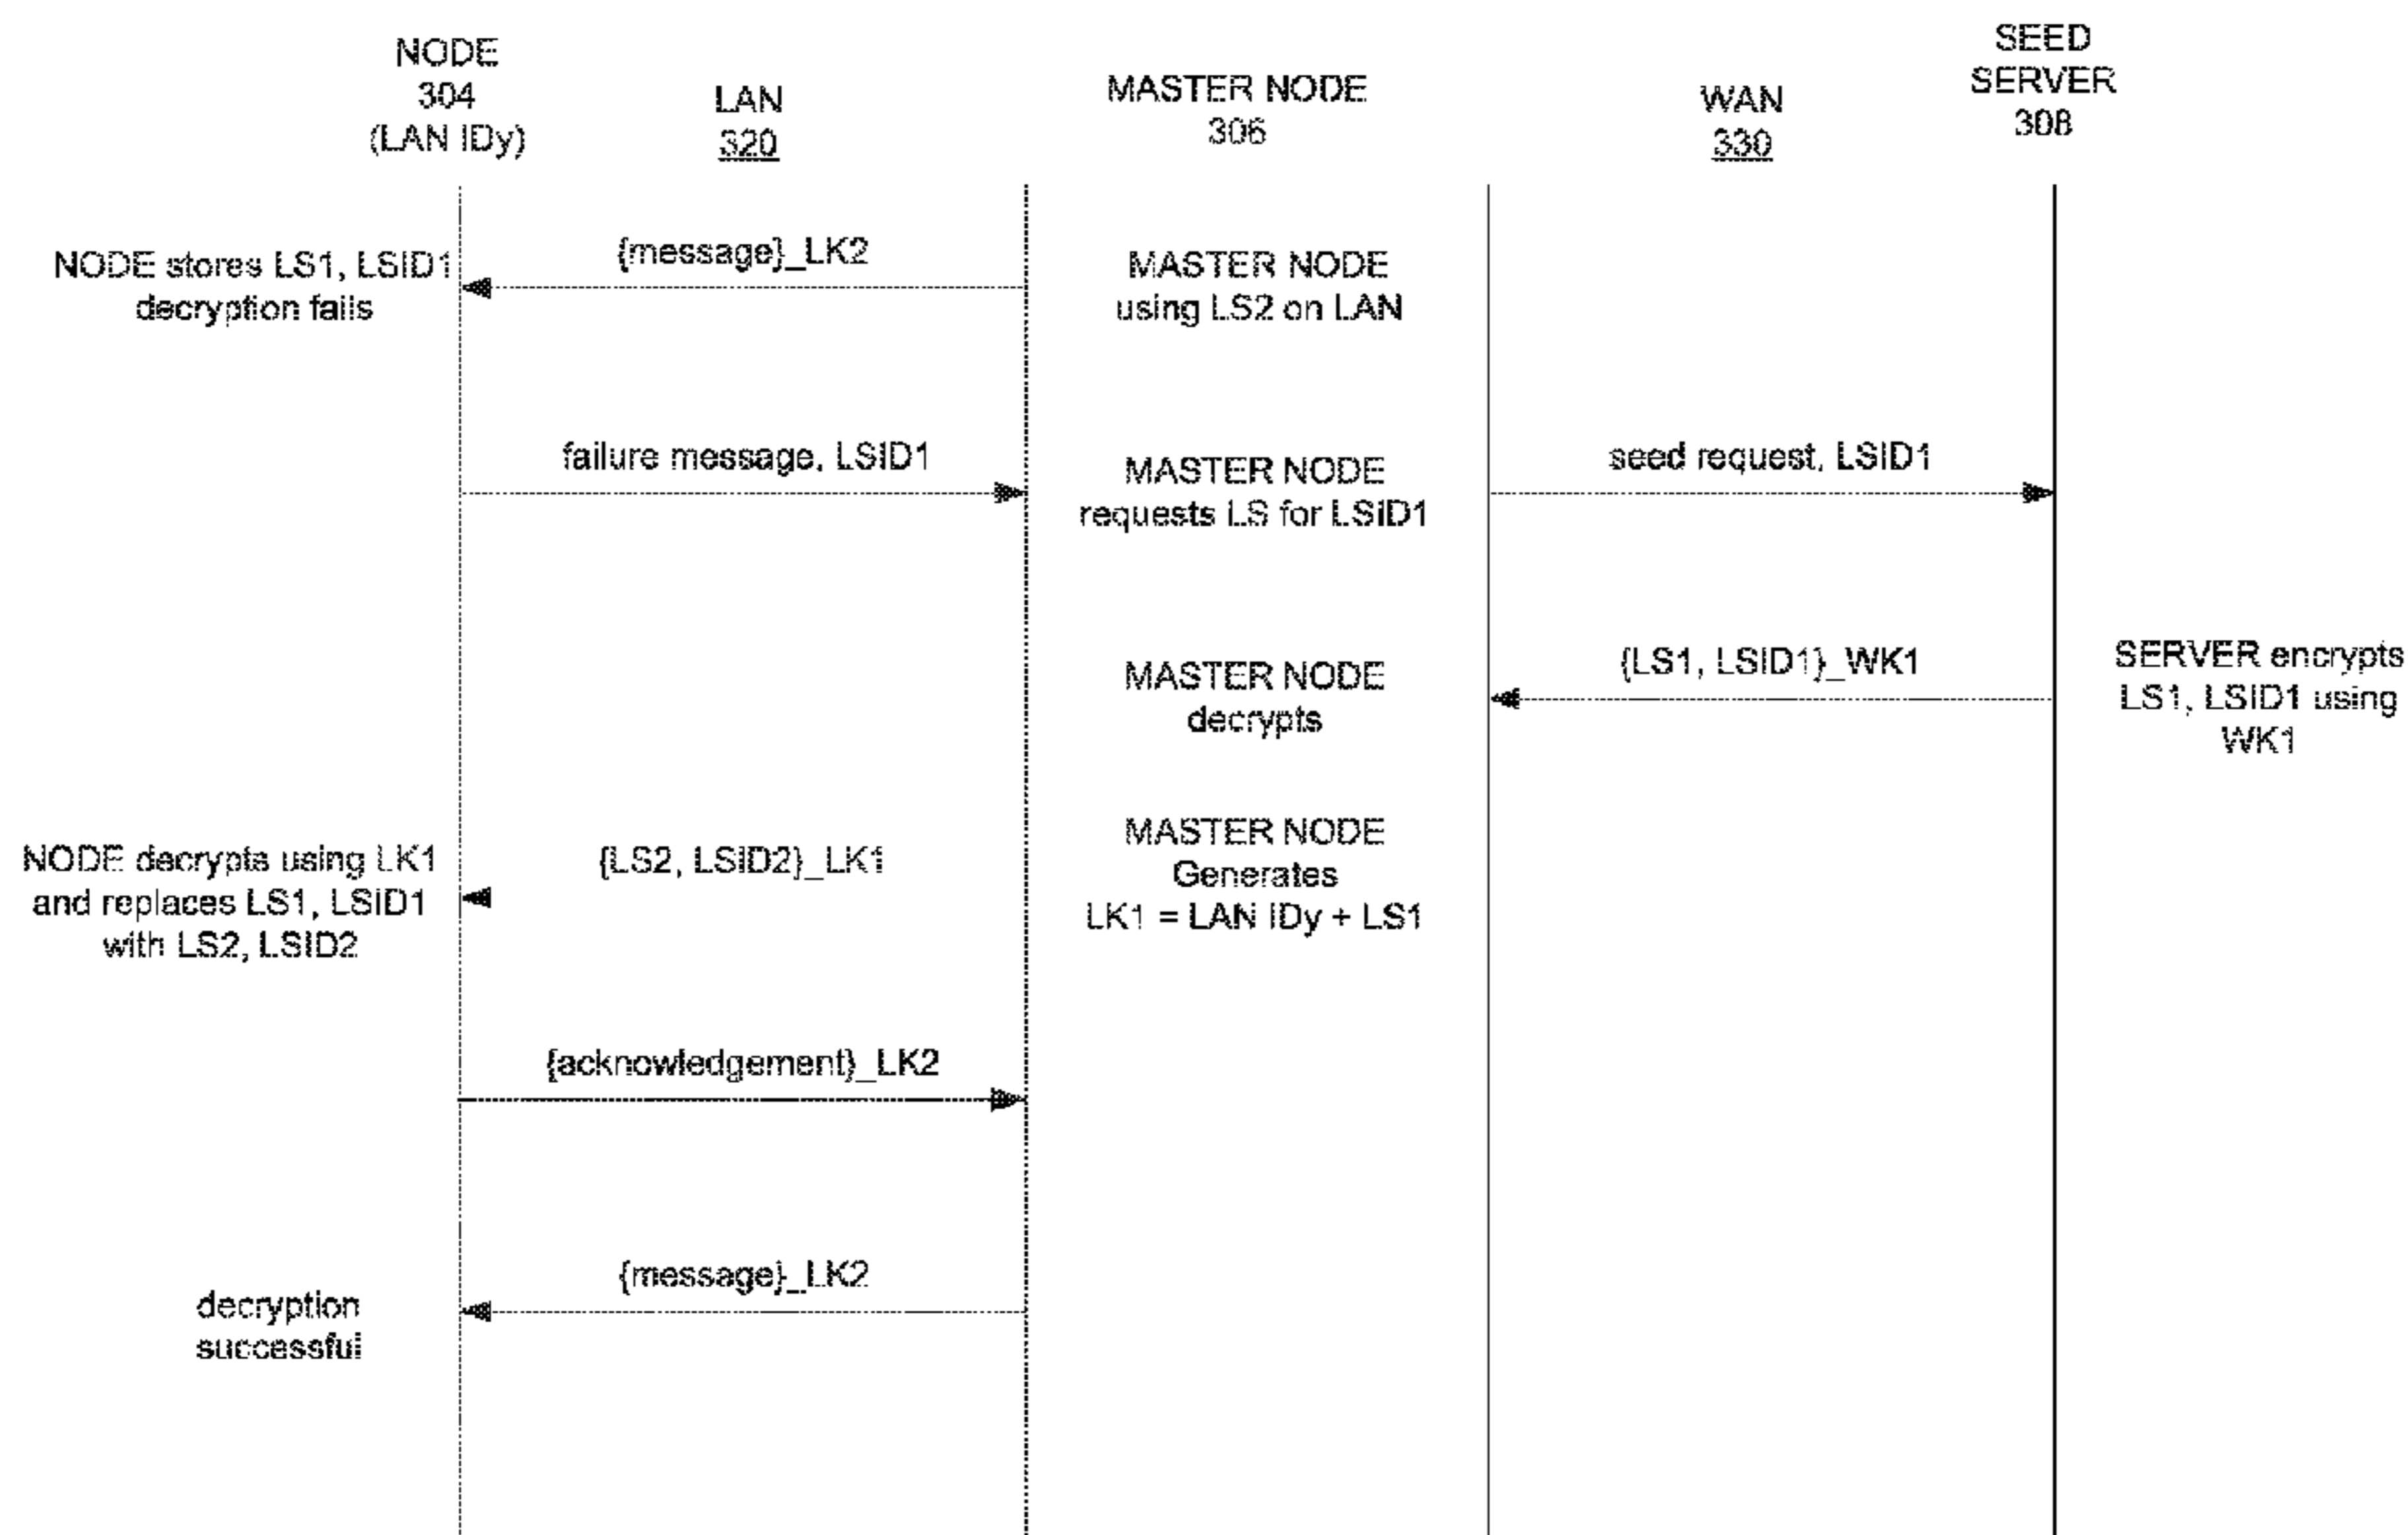 NODE
304
(LAN IDy)
LAN
320
MASTER NODE
306
WAN
330
SEED
SERVER
308
NODE stores LS1, LSID1
decryption fails
{message}_LK2
MASTER NODE
using LS2 on LAN
failure message, LSID1
MASTER NODE
requests LS for LSID1
seed request, LSID1
MASTER NODE
decrypts
{LS1, LSID1}_WK1
SERVER encrypts
LS1, LSID1 using
WK1
NODE decrypts using LK1
and replaces LS1, LSID1
with LS2, LSID2
{LS2, LSID2}_LK1
MASTER NODE
Generates
LK1 = LAN IDy + LS1
{acknowledgement}_LK2
{message}_LK2
decryption
successful